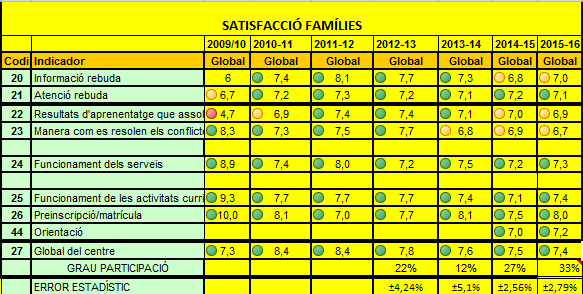 SATISFACCIÓ FAMÍLIES
2009/10 2010-11 2011-12 2012-13 2013-14 2014-15 2015-16
Codi Indicador Global Global Global Global Global Global Global
20 Informació rebuda 6 7,4 8,1 7,7 7,3 6,8 7,0
21 Atenció rebuda 6,7 7,2 7,3 7,2 7,1 7,2 7,1
22 Resultats d'aprenentatge que assol 4,7 6,9 7,4 7,4 7,1 7,0 6,9
23 Manera com es resolen els conflicte 8,3 7,3 7,5 7,7 6,8 6,9 6,7
24 Funcionament dels serveis 8,9 7,4 8,0 7,2 7,5 7,2 7,3
25 Funcionament de les activitats curri 9,3 7,7 7,7 7,7 7,4 7,1 7,4
26 Preinscripció/matrícula 10,0 8,1 7,0 7,7 8,1 7,5 8,0
44 Orientació 7,0 7,2
27 Global del centre 7,3 8,4 8,4 7,8 7,6 7,5 7,4
GRAU PARTICIPACIÓ 22% 12% 27% 33%
ERROR ESTADÍSTIC ±4,24% ±5,1% ±2,56% ±2,79%